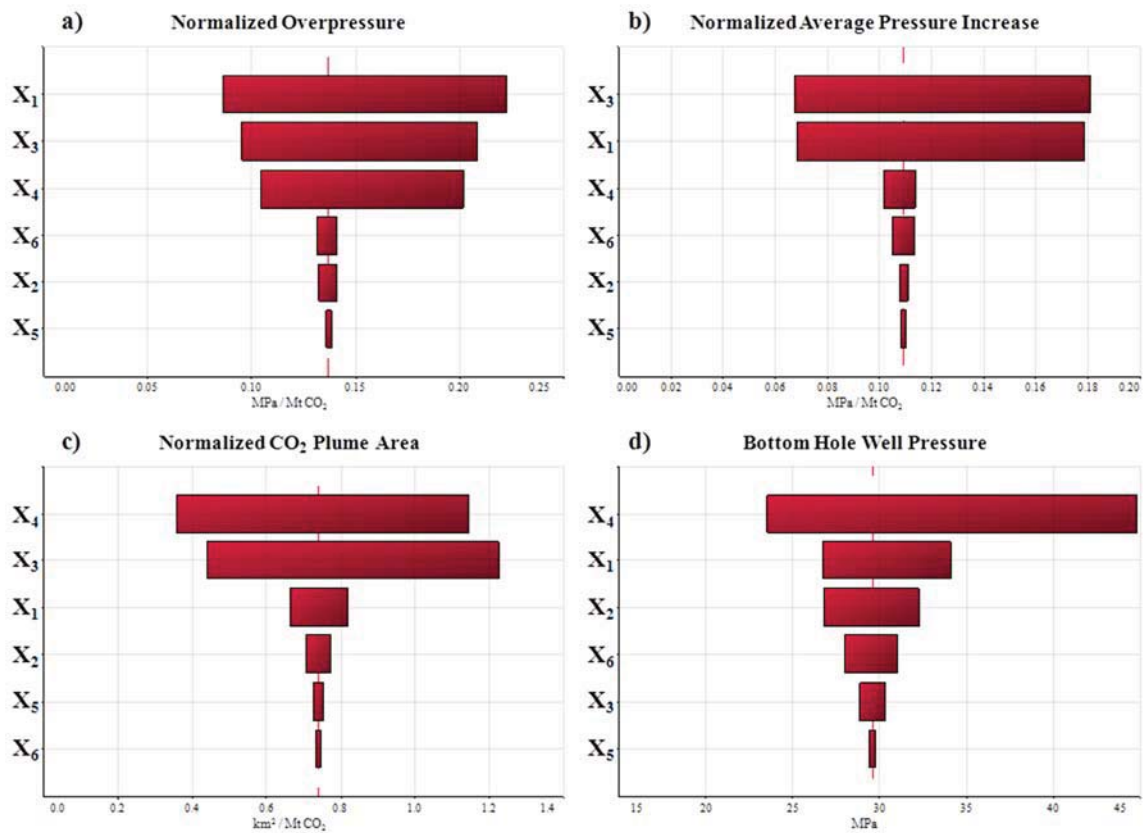 a) Normalized Overpressure
X₁
X₃
X₄
X₆
X₂
X₅
0.00 0.05 0.10 0.15 0.20 0.25
MPa / Mt CO₂
b) Normalized Average Pressure Increase
X₃
X₁
X₄
X₆
X₂
X₅
0.00 0.02 0.04 0.06 0.08 0.10 0.12 0.14 0.16 0.18 0.20
MPa / Mt CO₂
c) Normalized CO₂ Plume Area
X₄
X₃
X₁
X₂
X₅
X₆
0.0 0.2 0.4 0.6 0.8 1.0 1.2 1.4
km² / Mt CO₂
d) Bottom Hole Well Pressure
X₄
X₁
X₂
X₆
X₃
X₅
15 20 25 30 35 40 45
MPa